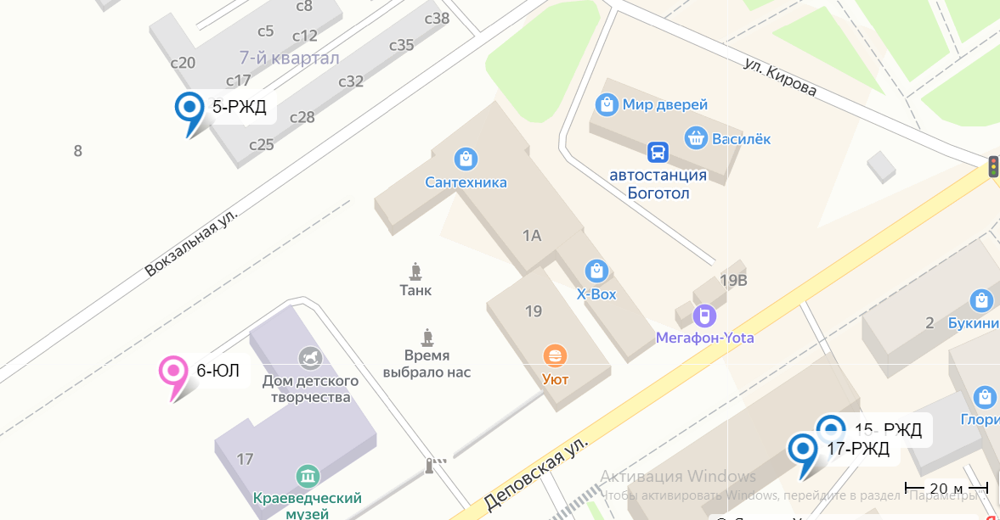 с8
с38
с5
с12
с35
7-й квартал
с20
с17
с32
ул. Кирова
5-РЖД
Мир дверей
с28
Василёк
с25
8
автостанция
Боготол
Сантехника
Вокзальная ул.
1А
Танк
X-Box
19В
19
2
Букини
Мегафон-Yota
Время
выбрало нас
6-ЮЛ
Дом детского
творчества
Уют
Глори
15- РЖД
17-РЖД
17
Деповская ул.
Активация Windows
Чтобы активировать Windows, перейдите в раздел "Параметры
20 м
Краеведческий
музей